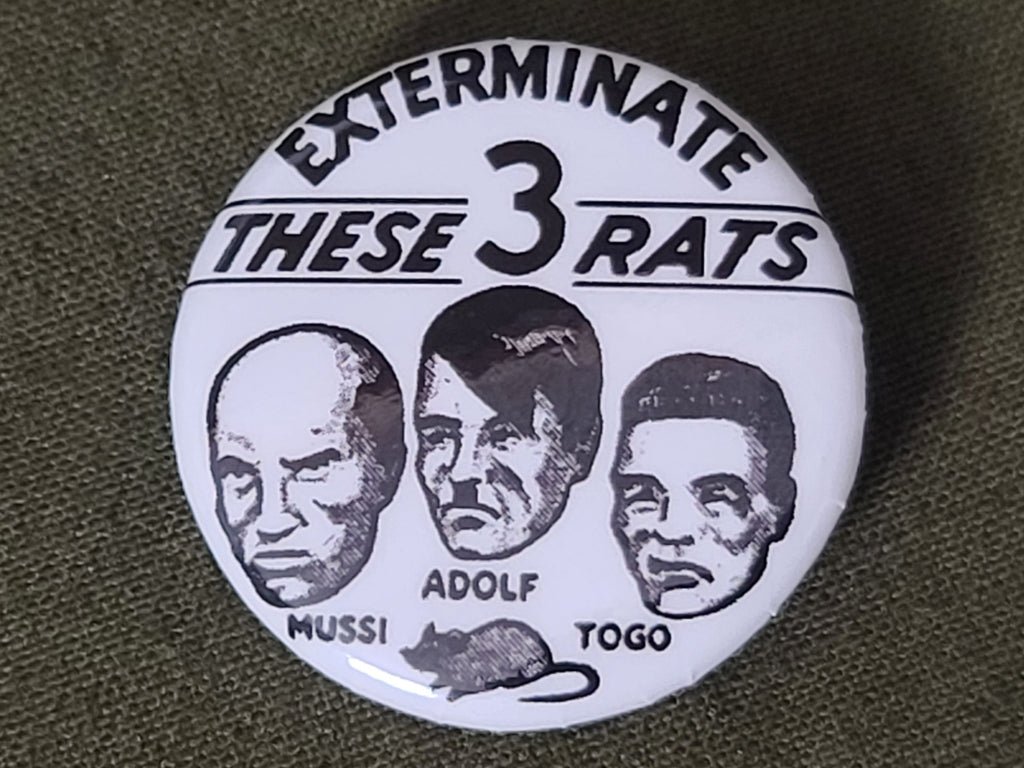 EXTERMINATE
THESE 3 RATS
ADOLF
MUSSI
TOGO